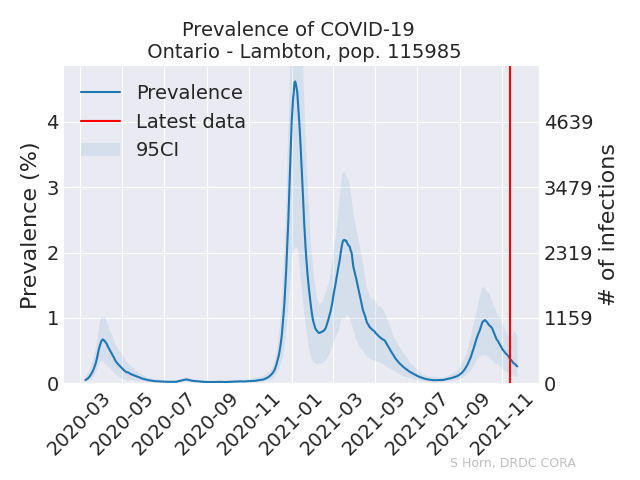 Prevalence of COVID-19
Ontario - Lambton, pop. 115985
Prevalence
Latest data
95CI
Prevalence (%)
4
3
2
1
0
4639
3479
2319
1159
0
# of infections
2020-03
2020-05
2020-07
2020-09
2020-11
2021-01
2021-03
2021-05
2021-07
2021-09
2021-11
S Horn, DRDC CORA